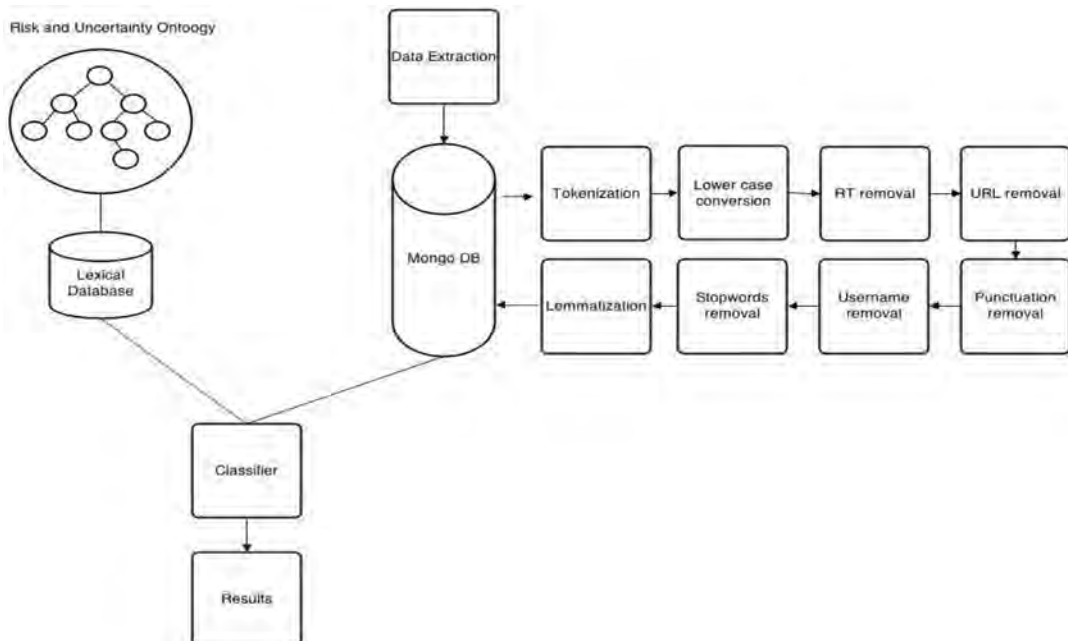 Risk and Uncertainty Ontoogy
Data Extraction
Tokenization
Lower case
conversion
RT removal
URL removal
Mongo DB
Lexical
Database
Lemmatization
Stopwords
removal
Username
removal
Punctuation
removal
Classifier
Results